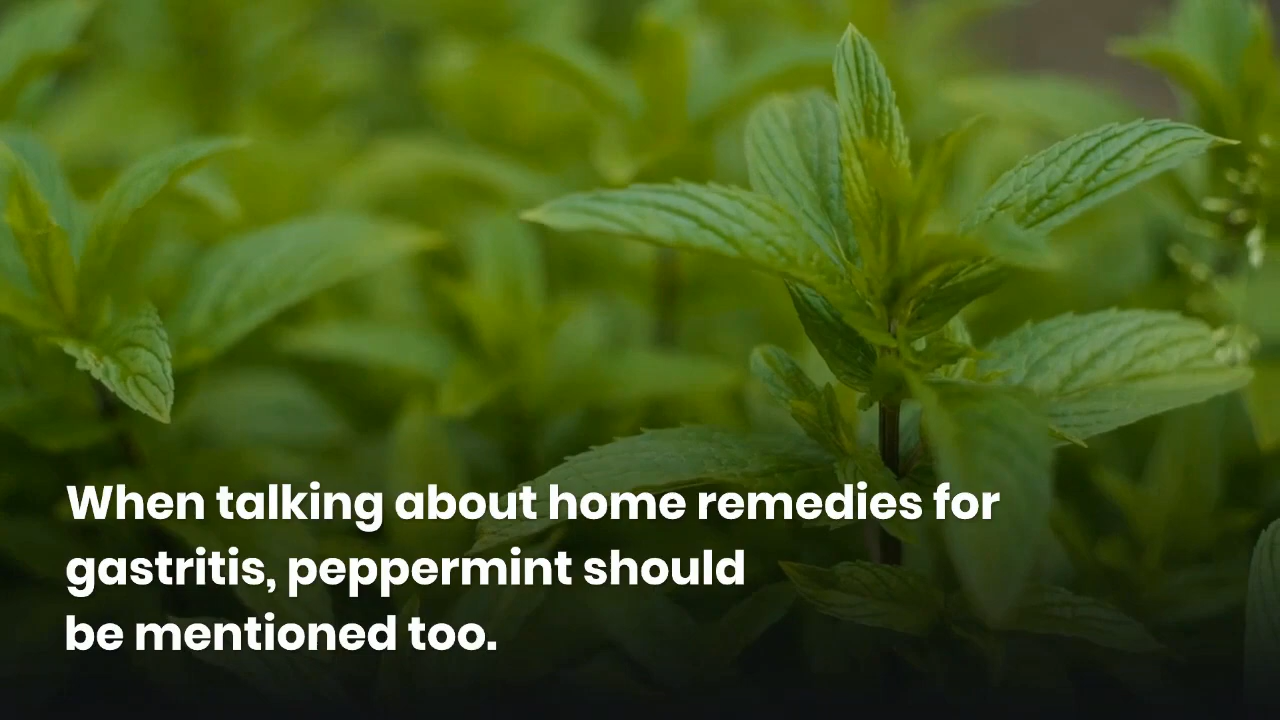 When talking about home remedies for
gastritis, peppermint should
be mentioned too.